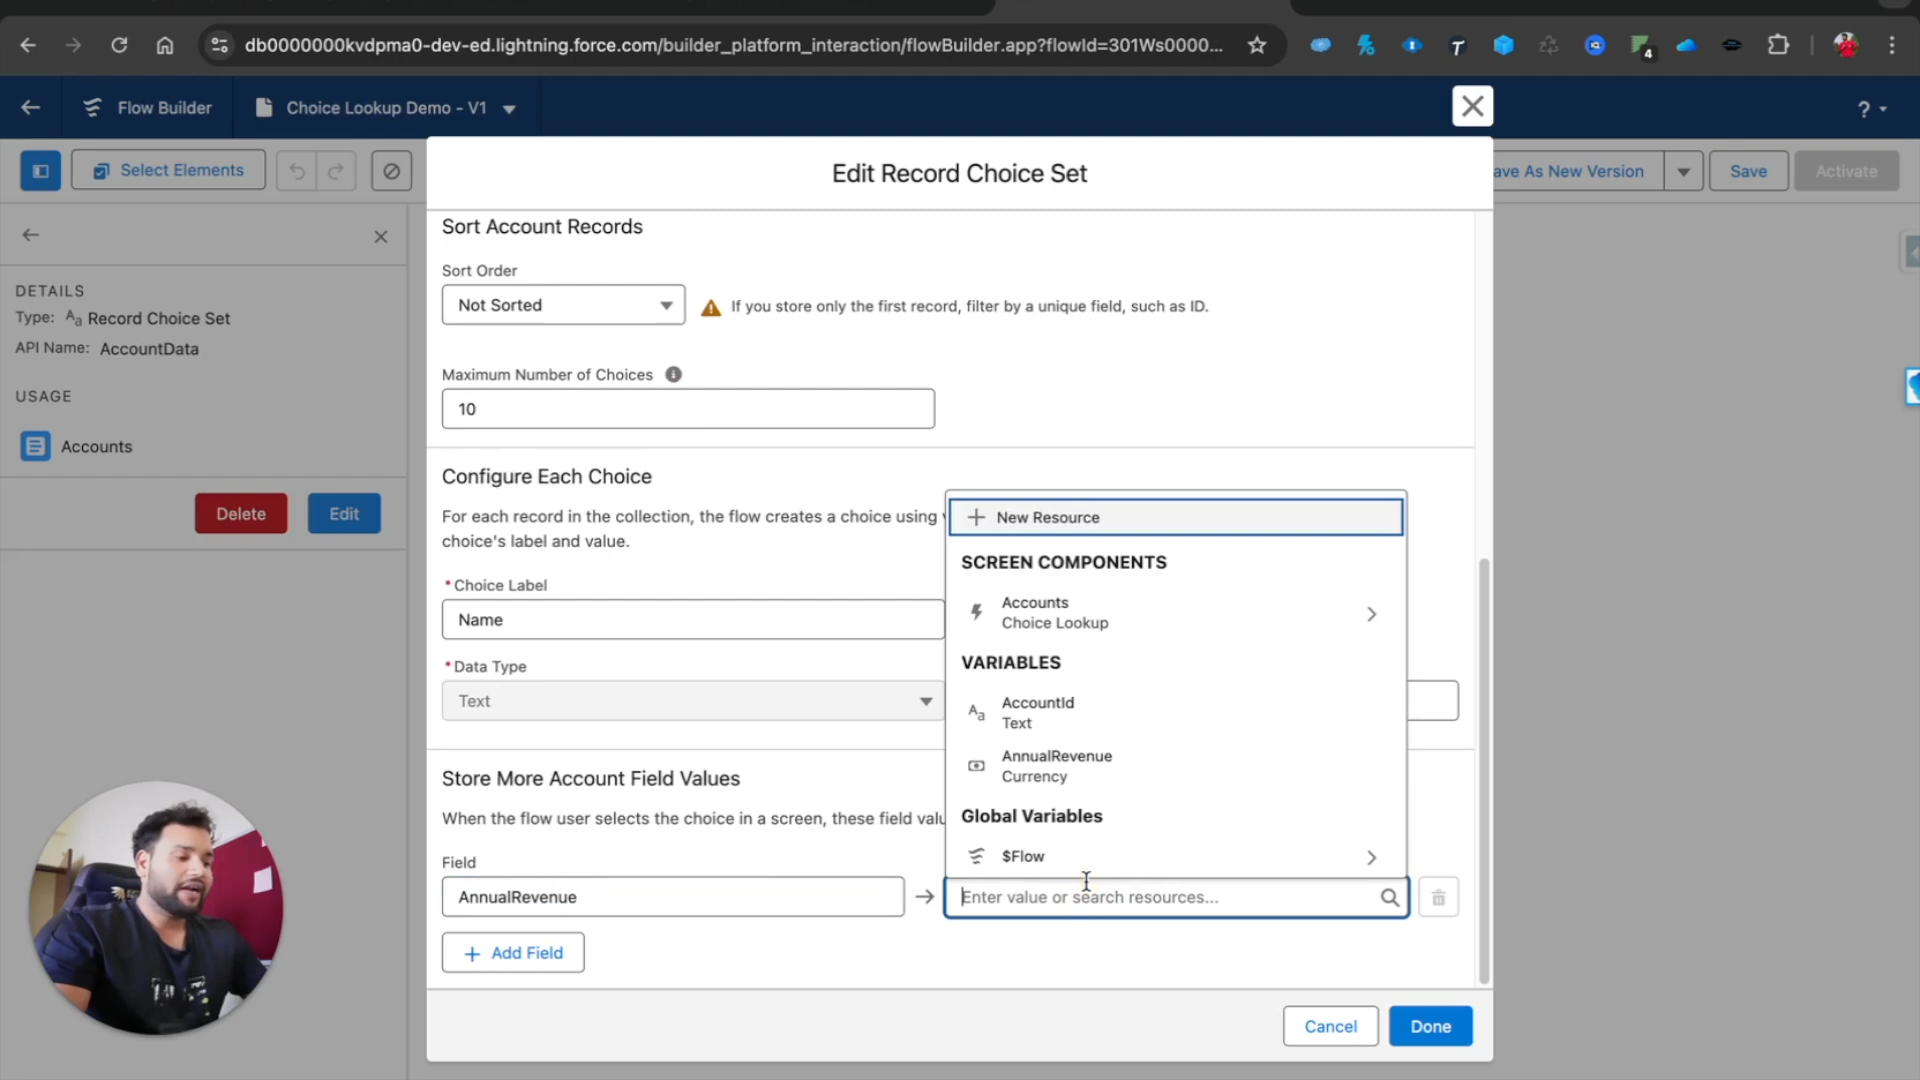 db0000000kvdpma0-dev-ed.lightning.force.com/builder_platform_interaction/flowBuilder.app?flowId=301Ws0000...
4
Flow Builder
Choice Lookup Demo - V1
?
Select Elements
ave As New Version
Save
Activate
Edit Record Choice Set
DETAILS
Type: Aa Record Choice Set
API Name: AccountData
USAGE
Accounts
Delete
Edit
Sort Account Records
Sort Order
Not Sorted
If you store only the first record, filter by a unique field, such as ID.
Maximum Number of Choices
10
Configure Each Choice
For each record in the collection, the flow creates a choice using
choice's label and value.
* Choice Label
Name
* Data Type
Text
New Resource
SCREEN COMPONENTS
Accounts
Choice Lookup
VARIABLES
Aa AccountId
Text
AnnualRevenue
Currency
Global Variables
$Flow
Store More Account Field Values
When the flow user selects the choice in a screen, these field valu
Field
AnnualRevenue
Enter value or search resources...
Add Field
Cancel
Done